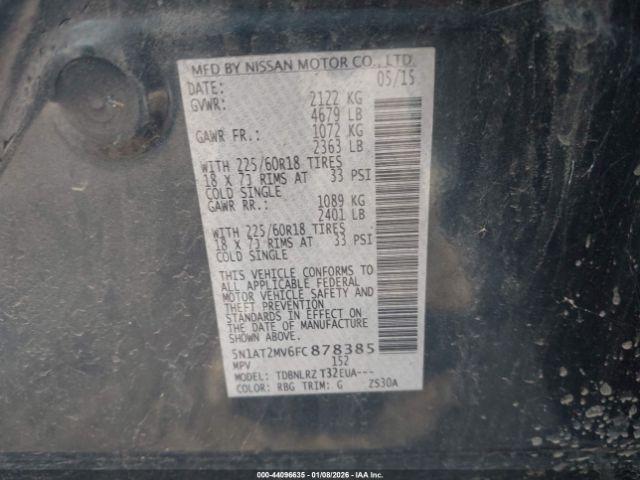 MFD BY NISSAN MOTOR CO., LTD.
DATE: 05/15
GVWR: 2122 KG
4679 LB
GAWR FR.: 1072 KG
2363 LB
WITH 225/60R18 TIRES
18 X 7J RIMS AT 33 PSI
COLD SINGLE
GAWR RR.: 1089 KG
2401 LB
WITH 225/60R18 TIRES
18 X 7J RIMS AT 33 PSI
COLD SINGLE
THIS VEHICLE CONFORMS TO
ALL APPLICABLE FEDERAL
MOTOR VEHICLE SAFETY AND
THEFT PREVENTION
STANDARDS IN EFFECT ON
THE DATE OF MANUFACTURE
SHOWN ABOVE.
5N1AT2MV6FC878385
MPV 152
MODEL: TDBNLRZ T32EUA---
COLOR: RBG TRIM: G ZS30A
000-44096635 - 01/08/2026 - IAA Inc.